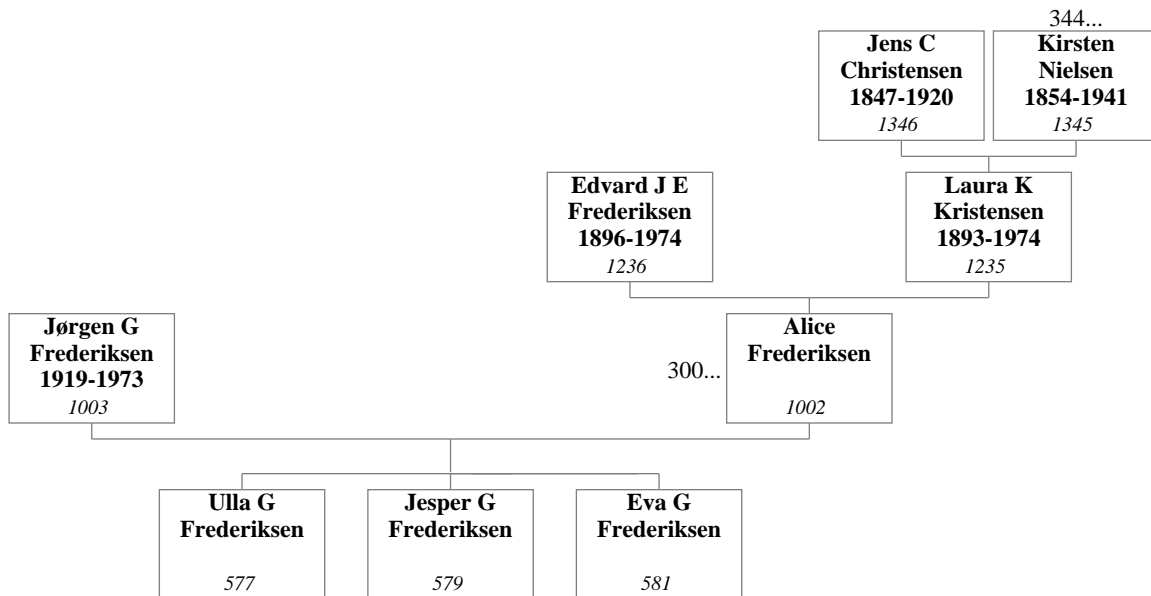 344...
Jens C
Christensen
1847-1920
1346
Kirsten
Nielsen
1854-1941
1345
Edvard J E
Frederiksen
1896-1974
1236
Laura K
Kristensen
1893-1974
1235
Jørgen G
Frederiksen
1919-1973
1003
300...
Alice
Frederiksen
1002
Ulla G
Frederiksen
577
Jesper G
Frederiksen
579
Eva G
Frederiksen
581